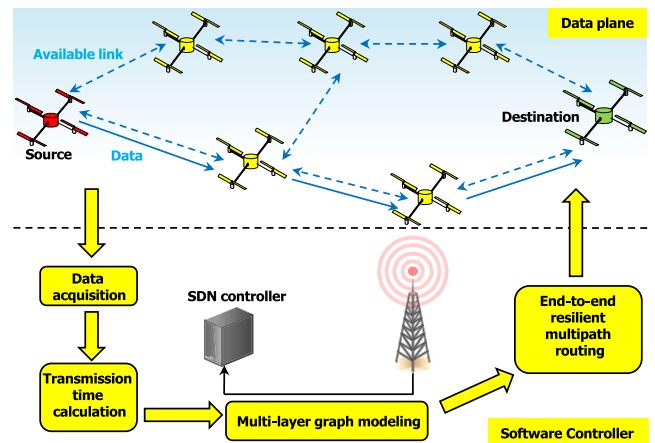 Data plane
Available link
Destination
Source
Data
Data
acquisition
SDN controller
End-to-end
resilient
multipath
routing
Transmission
time
calculation
Multi-layer graph modeling
Software Controller